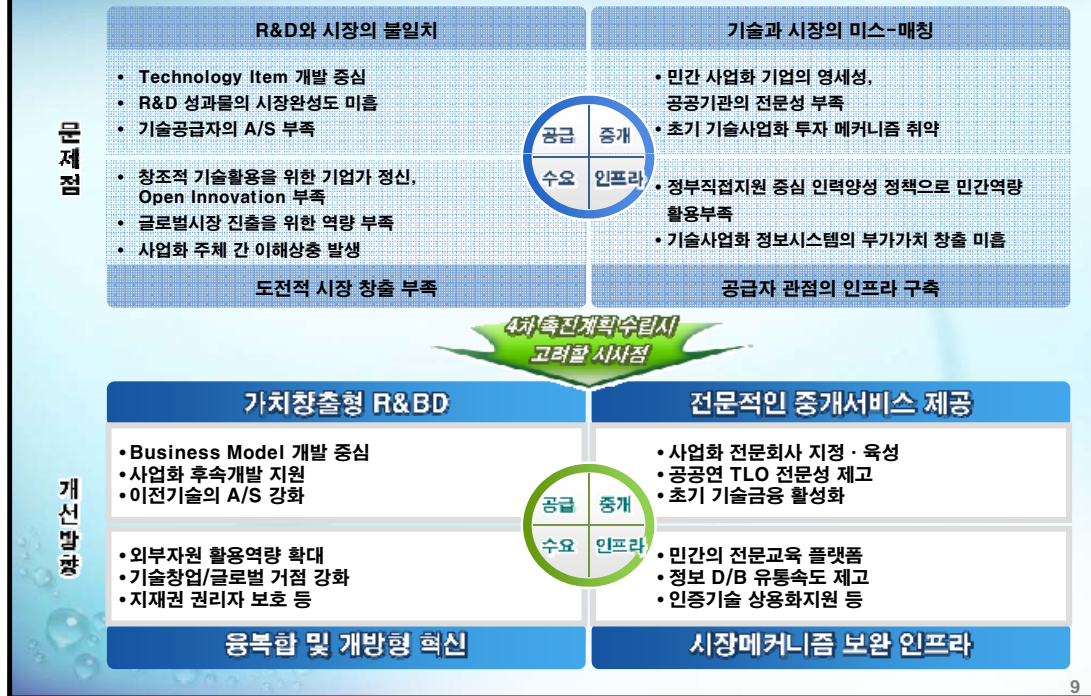 R&D와 시장의 불일치
기술과 시장의 미스-매칭
문제점
• Technology Item 개발 중심
• R&D 성과물의 시장완성도 미흡
• 기술공급자의 A/S 부족
• 민간 사업화 기업의 영세성,
공공기관의 전문성 부족
• 초기 기술사업화 투자 메커니즘 취약
공급
중개
수요
인프라
• 창조적 기술활용을 위한 기업가 정신,
Open Innovation 부족
• 글로벌시장 진출을 위한 역량 부족
• 사업화 주체 간 이해상충 발생
• 정부직접지원 중심 인력양성 정책으로 민간역량
활용부족
• 기술사업화 정보시스템의 부가가치 창출 미흡
도전적 시장 창출 부족
공급자 관점의 인프라 구축
4차 촉진계획 수립시
고려할 시사점
가치창출형 R&BD
전문적인 중개서비스 제공
개선방향
• Business Model 개발 중심
• 사업화 후속개발 지원
• 이전기술의 A/S 강화
• 사업화 전문회사 지정 · 육성
• 공공연 TLO 전문성 제고
• 초기 기술금융 활성화
공급
중개
수요
인프라
• 외부자원 활용역량 확대
• 기술창업/글로벌 거점 강화
• 지재권 권리자 보호 등
• 민간의 전문교육 플랫폼
• 정보 D/B 유통속도 제고
• 인증기술 상용화지원 등
융복합 및 개방형 혁신
시장메커니즘 보완 인프라
9